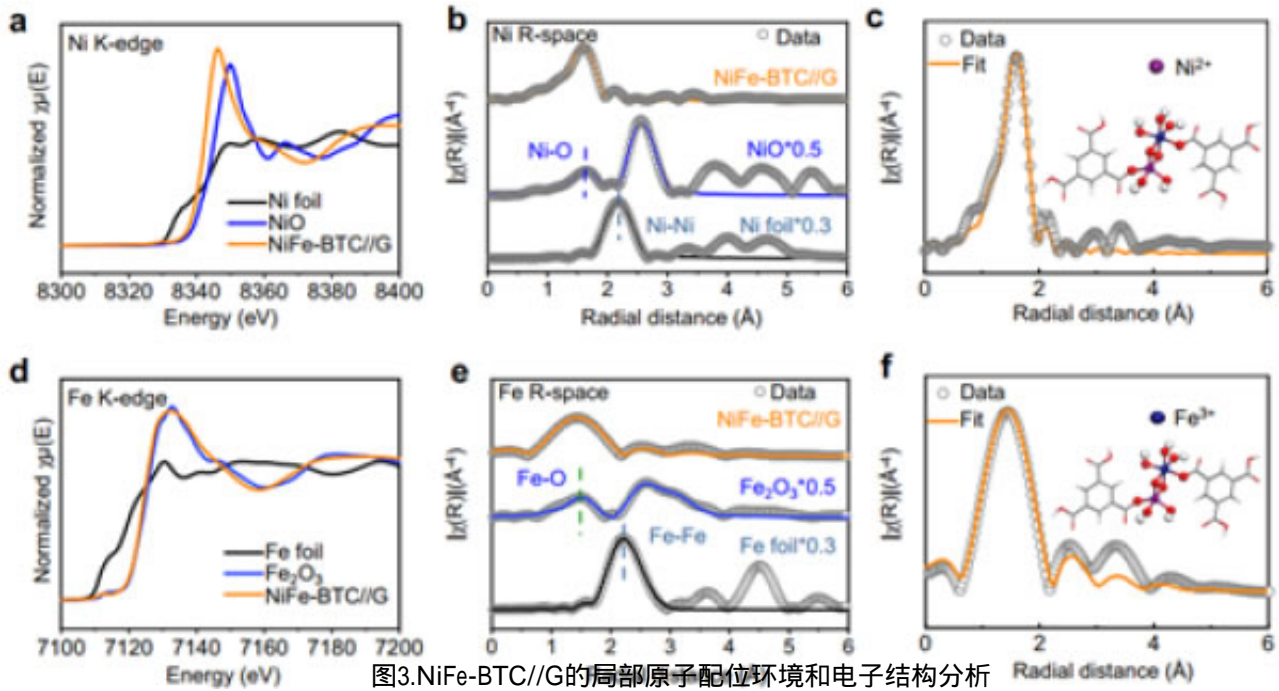 a
Ni K-edge
Normalized χμ(E)
Ni foil
NiO
NiFe-BTC//G
8300 8320 8340 8360 8380 8400
Energy (eV)
b
Ni R-space
Data
NiFe-BTC//G
Ni-O
NiO*0.5
Ni-Ni
Ni foil*0.3
|χ(R)|(Å⁻⁴)
0 1 2 3 4 5 6
Radial distance (Å)
c
Data
Fit
Ni²⁺
|χ(R)|(Å⁻⁴)
0 2 4 6
Radial distance (Å)
d
Fe K-edge
Normalized χμ(E)
Fe foil
Fe₂O₃
NiFe-BTC//G
7100 7120 7140 7160 7180 7200
Energy (eV)
e
Fe R-space
Data
NiFe-BTC//G
Fe-O
Fe₂O₃*0.5
Fe-Fe
Fe foil*0.3
|χ(R)|(Å⁻⁴)
0 1 2 3 4 5 6
f
Data
Fit
Fe³⁺
|χ(R)|(Å⁻⁴)
0 2 4 6
Radial distance (Å)
图3.NiFe-BTC//G的局部原子配位环境和电子结构分析